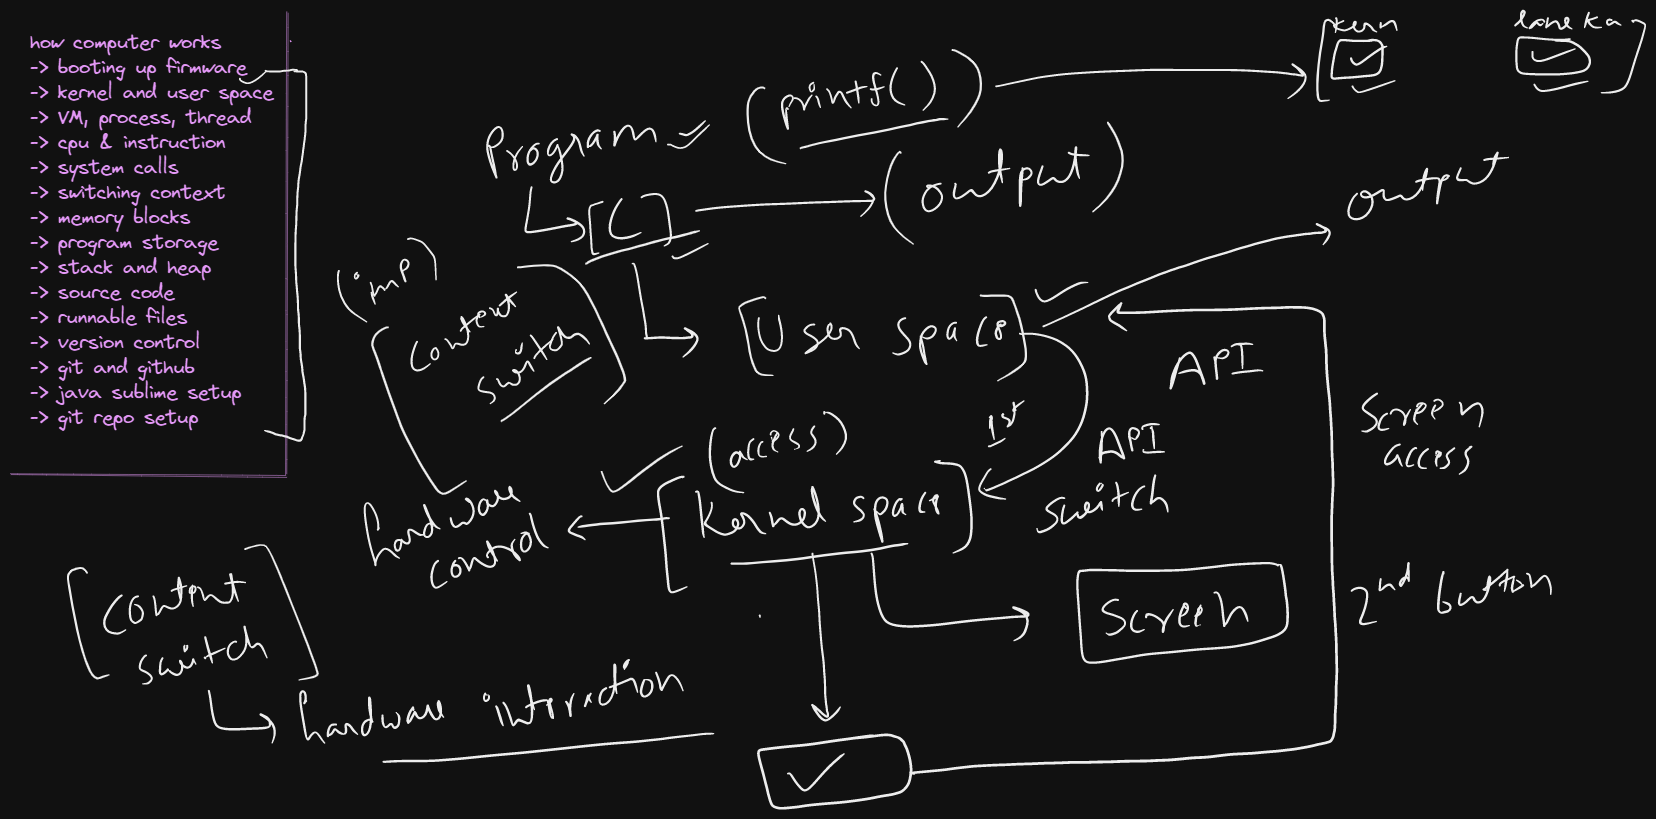 how computer works
-> booting up firmware
-> kernel and user space
-> VM, process, thread
-> cpu & instruction
-> system calls
-> switching context
-> memory blocks
-> program storage
-> stack and heap
-> source code
-> runnable files
-> version control
-> git and github
-> java sublime setup
-> git repo setup
kern
Program
(printf())
[C]
(output)
output
(imp)
Context
switch
[User space]
API
Screen
access
1st
API
switch
(access)
[Kernel space]
hardware
control
[Context
switch]
Screen
2nd button
hardware interaction